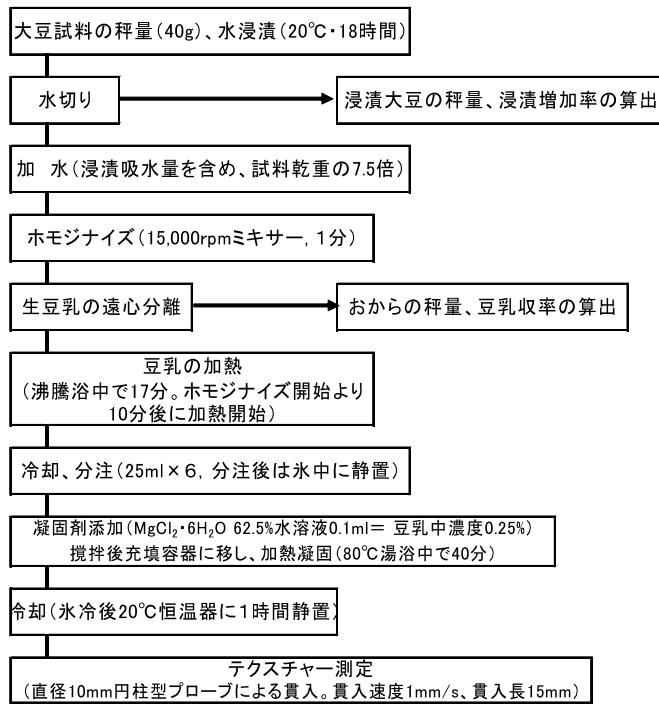 大豆試料の秤量(40g)、水浸漬(20℃・18時間)
水切り
浸漬大豆の秤量、浸漬増加率の算出
加　水(浸漬吸水量を含め、試料乾重の7.5倍)
ホモジナイズ(15,000rpmミキサー, 1分)
生豆乳の遠心分離
おからの秤量、豆乳収率の算出
豆乳の加熱
(沸騰浴中で17分。ホモジナイズ開始より
10分後に加熱開始)
冷却、分注(25ml×6, 分注後は氷中に静置)
凝固剤添加(MgCl₂・6H₂O 62.5%水溶液0.1ml= 豆乳中濃度0.25%)
撹拌後充填容器に移し、加熱凝固(80℃湯浴中で40分)
冷却(氷冷後20℃恒温器に1時間静置)
テクスチャー測定
(直径10mm円柱型プローブによる貫入。貫入速度1mm/s、貫入長15mm)